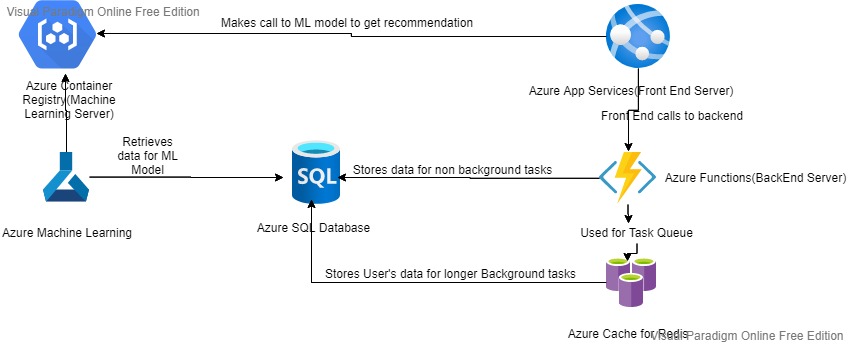 Visual Paradigm Online Free Edition
Makes call to ML model to get recommendation
Azure Container
Registry(Machine
Learning Server)
Azure App Services(Front End Server)
Front End calls to backend
Retrieves
data for ML
Model
SQL
Stores data for non background tasks
Azure Functions(BackEnd Server)
Azure Machine Learning
Azure SQL Database
Used for Task Queue
Stores User's data for longer Background tasks
Azure Cache for Redis
Visual Paradigm Online Free Edition